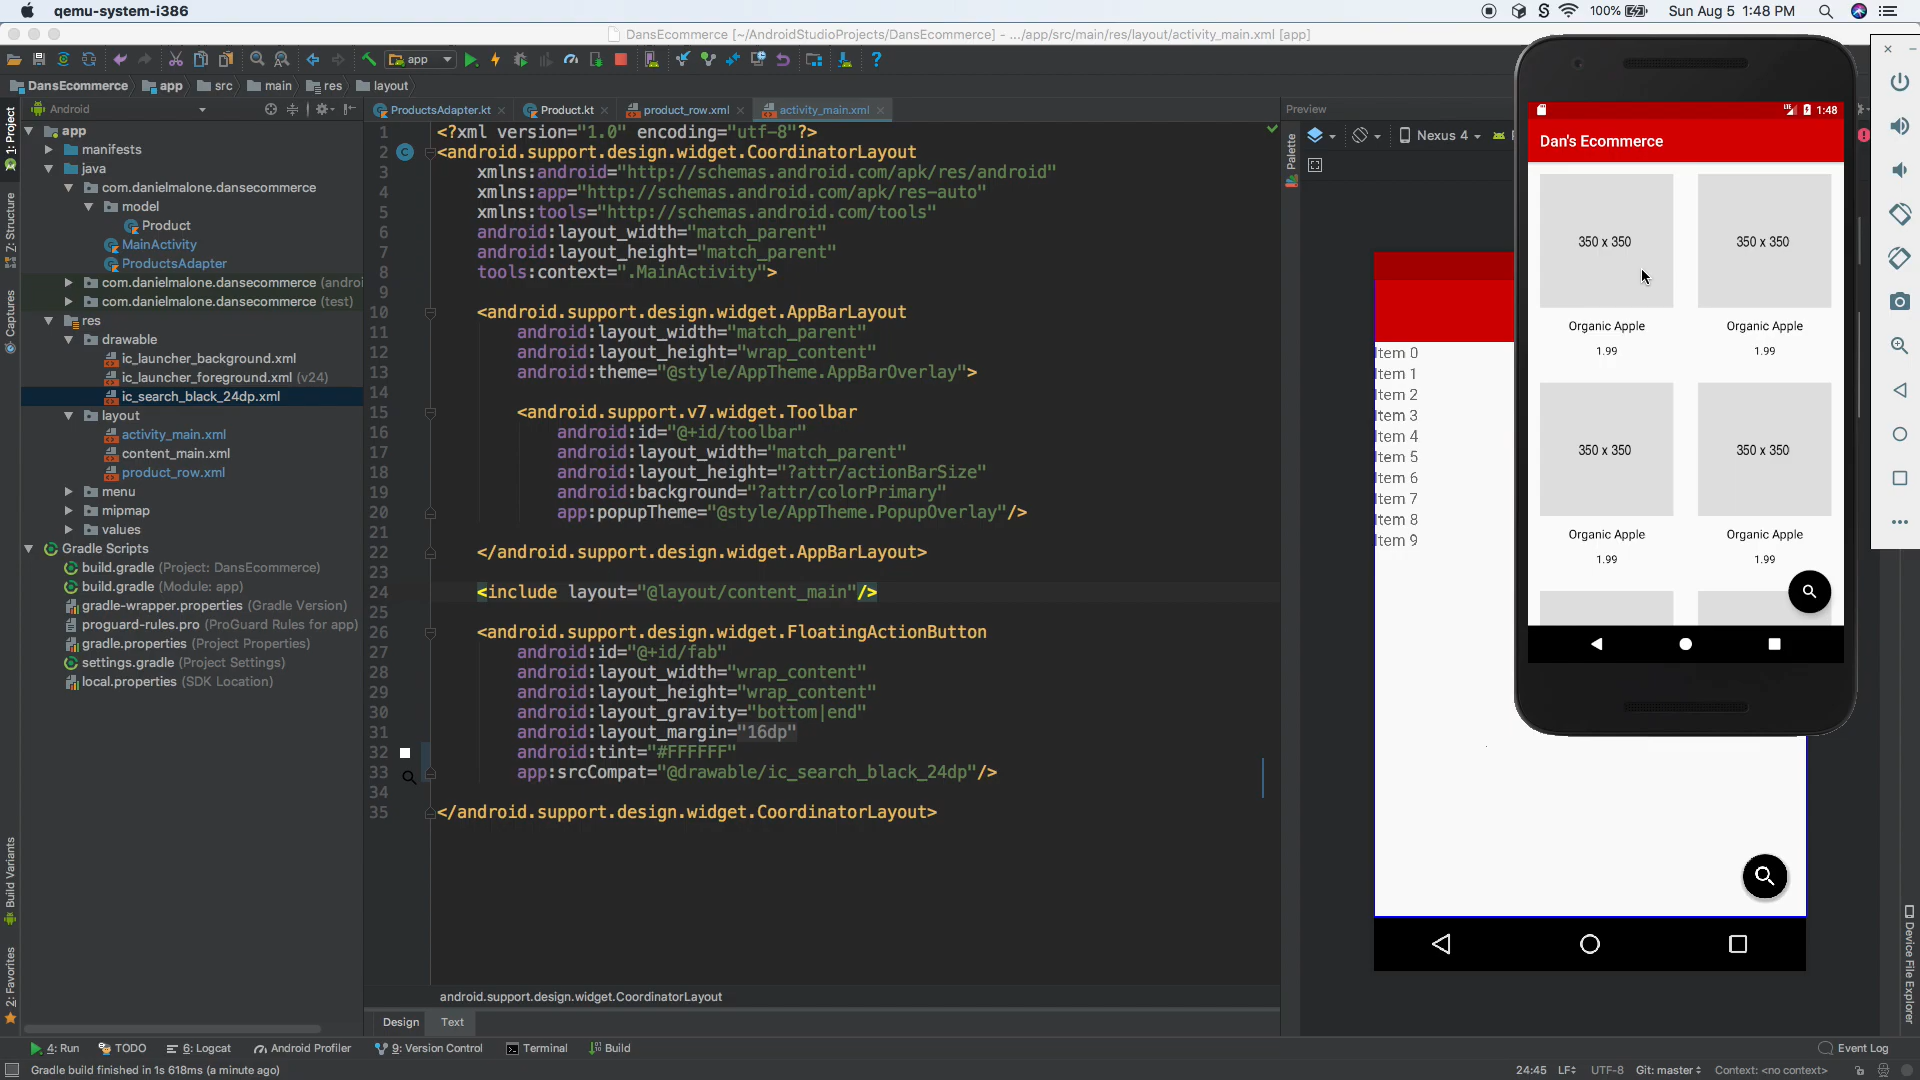 qemu-system-i386
100%
Sun Aug 5 1:48 PM
DansEcommerce [~/AndroidStudioProjects/DansEcommerce] - .../app/src/main/res/layout/activity_main.xml [app]
app
DansEcommerce
app
src
main
res
layout
Android
ProductsAdapter.kt
Product.kt
product_row.xml
activity_main.xml
Preview
1: Project
Z: Structure
Captures
Build Variants
2: Favorites
app
manifests
java
com.danielmalone.dansecommerce
model
Product
MainActivity
ProductsAdapter
com.danielmalone.dansecommerce (androi
com.danielmalone.dansecommerce (test)
res
drawable
ic_launcher_background.xml
ic_launcher_foreground.xml (v24)
ic_search_black_24dp.xml
layout
activity_main.xml
content_main.xml
product_row.xml
menu
mipmap
values
Gradle Scripts
build.gradle (Project: DansEcommerce)
build.gradle (Module: app)
gradle-wrapper.properties (Gradle Version)
proguard-rules.pro (ProGuard Rules for app)
gradle.properties (Project Properties)
settings.gradle (Project Settings)
local.properties (SDK Location)
1 <?xml version="1.0" encoding="utf-8"?>
2 <android.support.design.widget.CoordinatorLayout
3 xmlns:android="http://schemas.android.com/apk/res/android"
4 xmlns:app="http://schemas.android.com/apk/res-auto"
5 xmlns:tools="http://schemas.android.com/tools"
6 android:layout_width="match_parent"
7 android:layout_height="match_parent"
8 tools:context=".MainActivity">
9
10 <android.support.design.widget.AppBarLayout
11 android:layout_width="match_parent"
12 android:layout_height="wrap_content"
13 android:theme="@style/AppTheme.AppBarOverlay">
14
15 <android.support.v7.widget.Toolbar
16 android:id="@+id/toolbar"
17 android:layout_width="match_parent"
18 android:layout_height="?attr/actionBarSize"
19 android:background="?attr/colorPrimary"
20 app:popupTheme="@style/AppTheme.PopupOverlay"/>
21
22 </android.support.design.widget.AppBarLayout>
23
24 <include layout="@layout/content_main"/>
25
26 <android.support.design.widget.FloatingActionButton
27 android:id="@+id/fab"
28 android:layout_width="wrap_content"
29 android:layout_height="wrap_content"
30 android:layout_gravity="bottom|end"
31 android:layout_margin="16dp"
32 android:tint="#FFFFFF"
33 app:srcCompat="@drawable/ic_search_black_24dp"/>
34
35 </android.support.design.widget.CoordinatorLayout>
android.support.design.widget.CoordinatorLayout
Design
Text
Palette
Nexus 4
Item 0
Item 1
Item 2
Item 3
Item 4
Item 5
Item 6
Item 7
Item 8
Item 9
1:48
Dan's Ecommerce
350 x 350
350 x 350
Organic Apple
Organic Apple
1.99
1.99
350 x 350
350 x 350
Organic Apple
Organic Apple
1.99
1.99
Device File Explorer
4: Run
TODO
6: Logcat
Android Profiler
9: Version Control
Terminal
Build
Event Log
Gradle build finished in 1s 618ms (a minute ago)
24:45
LF
UTF-8
Git: master
Context: <no context>